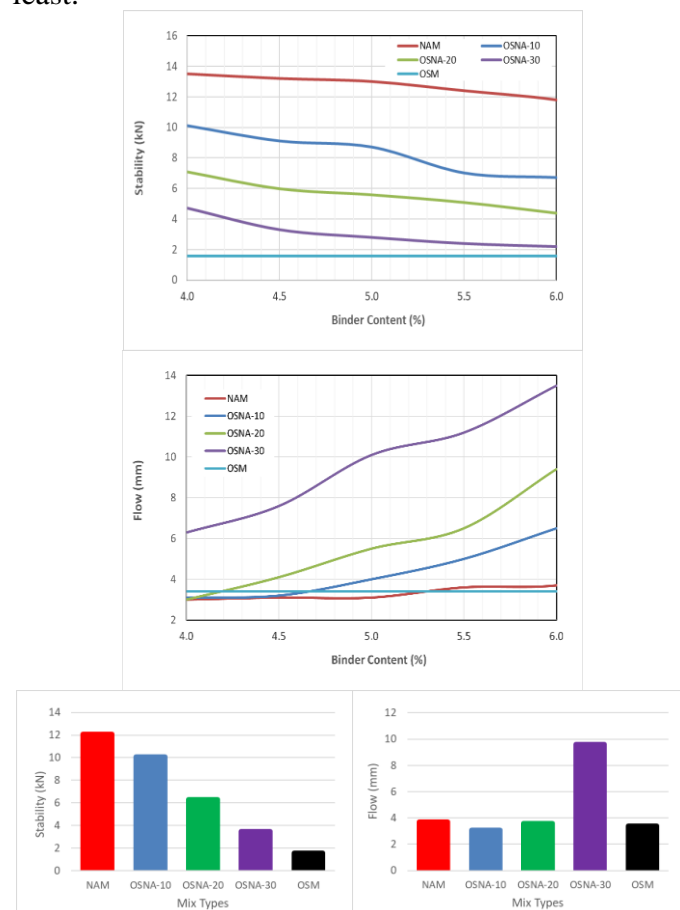 least.
16
14
12
10
8
6
4
2
0
Stability (kN)
NAM
OSNA-10
OSNA-20
OSNA-30
OSM
4.0 4.5 5.0 5.5 6.0
Binder Content (%)
14
12
10
8
6
4
2
Flow (mm)
NAM
OSNA-10
OSNA-20
OSNA-30
OSM
4.0 4.5 5.0 5.5 6.0
Binder Content (%)
14
12
10
8
6
4
2
0
Stability (kN)
NAM OSNA-10 OSNA-20 OSNA-30 OSM
Mix Types
12
10
8
6
4
2
0
Flow (mm)
NAM OSNA-10 OSNA-20 OSNA-30 OSM
Mix Types